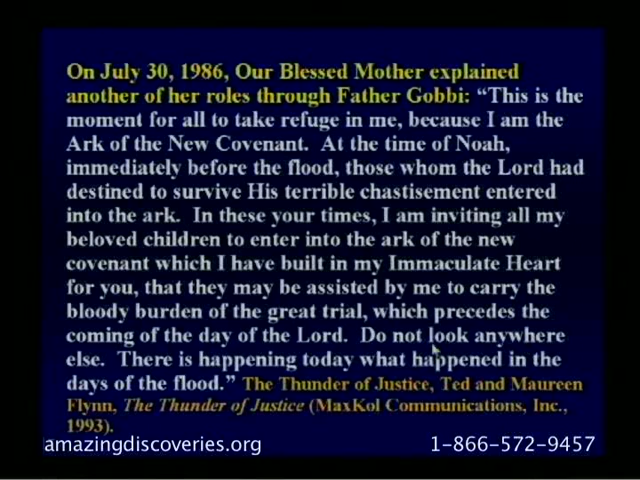 On July 30, 1986, Our Blessed Mother explained
another of her roles through Father Gobbi: “This is the
moment for all to take refuge in me, because I am the
Ark of the New Covenant.  At the time of Noah,
immediately before the flood, those whom the Lord had
destined to survive His terrible chastisement entered
into the ark.  In these your times, I am inviting all my
beloved children to enter into the ark of the new
covenant which I have built in my Immaculate Heart
for you, that they may be assisted by me to carry the
bloody burden of the great trial, which precedes the
coming of the day of the Lord.  Do not look anywhere
else.  There is happening today what happened in the
days of the flood.” The Thunder of Justice, Ted and Maureen
Flynn, The Thunder of Justice (MaxKol Communications, Inc.,
1993).
amazingdiscoveries.org 1-866-572-9457